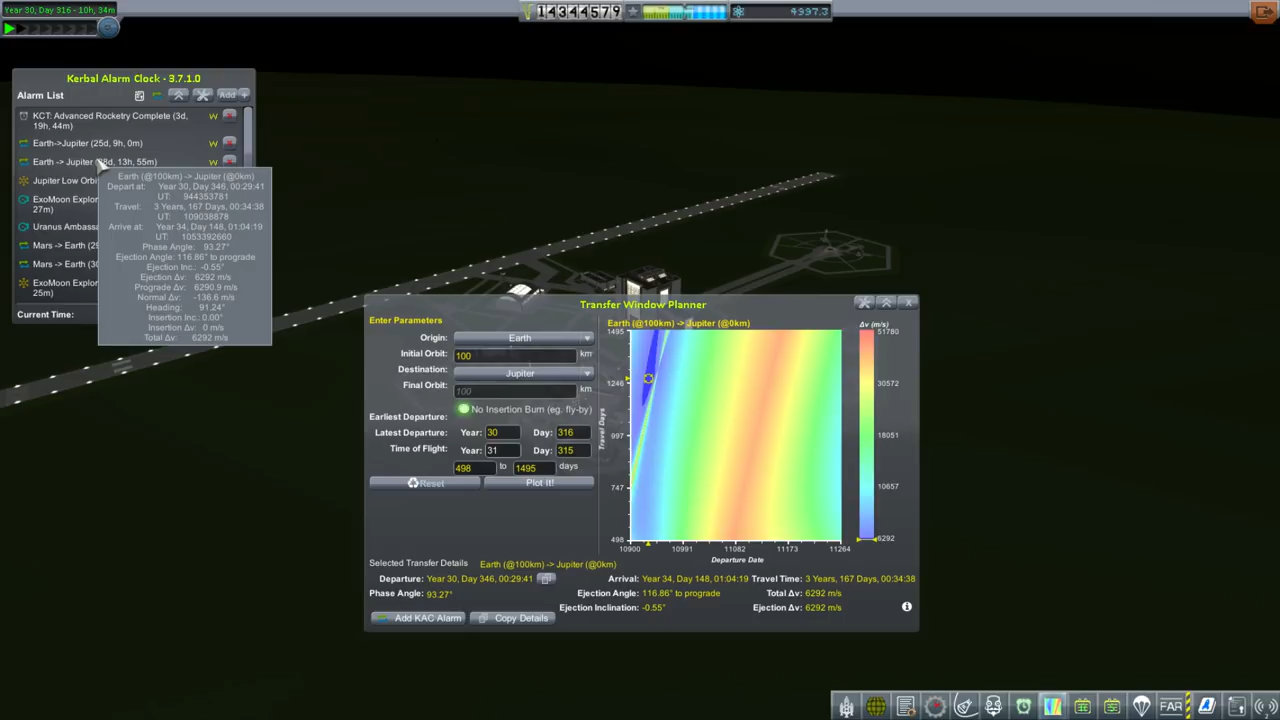 Year 30, Day 316 - 10h, 34m
14344579
4997.3
Kerbal Alarm Clock - 3.7.1.0
Alarm List
Add +
KCT: Advanced Rocketry Complete (3d,
19h, 44m)
W
Earth->Jupiter (25d, 9h, 0m)
W
Earth -> Jupiter (28d, 13h, 55m)
W
Jupiter Low Orbi
ExoMoon Explor
27m)
Uranus Ambassa
Mars -> Earth (29
Mars -> Earth (30
ExoMoon Explor
25m)
Current Time:
Earth (@100km) -> Jupiter (@0km)
Depart at: Year 30, Day 346, 00:29:41
UT: 944353781
Travel: 3 Years, 167 Days, 00:34:38
UT: 109038878
Arrive at: Year 34, Day 148, 01:04:19
UT: 1053392660
Phase Angle: 93.27°
Ejection Angle: 116.86° to prograde
Ejection Inc.: -0.55°
Ejection Δv: 6292 m/s
Prograde Δv: 6290.9 m/s
Normal Δv: -136.6 m/s
Heading: 91.24°
Insertion Inc.: 0.00°
Insertion Δv: 0 m/s
Total Δv: 6292 m/s
Transfer Window Planner
X
Enter Parameters
Origin: Earth
Initial Orbit: 100 km
Destination: Jupiter
Final Orbit: 100 km
No Insertion Burn (eg. fly-by)
Earliest Departure:
Latest Departure: Year: 30 Day: 316
Time of Flight: Year: 31 Day: 315
498 to 1495 days
Reset Plot It!
Earth (@100km) -> Jupiter (@0km)
Δv (m/s)
1495
1246
997
747
498
Travel Days
10900 10991 11082 11173 11264
Departure Date
51780
30572
18051
10657
6292
Selected Transfer Details Earth (@100km) -> Jupiter (@0km)
Departure: Year 30, Day 346, 00:29:41 Arrival: Year 34, Day 148, 01:04:19 Travel Time: 3 Years, 167 Days, 00:34:38
Phase Angle: 93.27° Ejection Angle: 116.86° to prograde Total Δv: 6292 m/s
Ejection Inclination: -0.55° Ejection Δv: 6292 m/s
Add KAC Alarm Copy Details
FAR